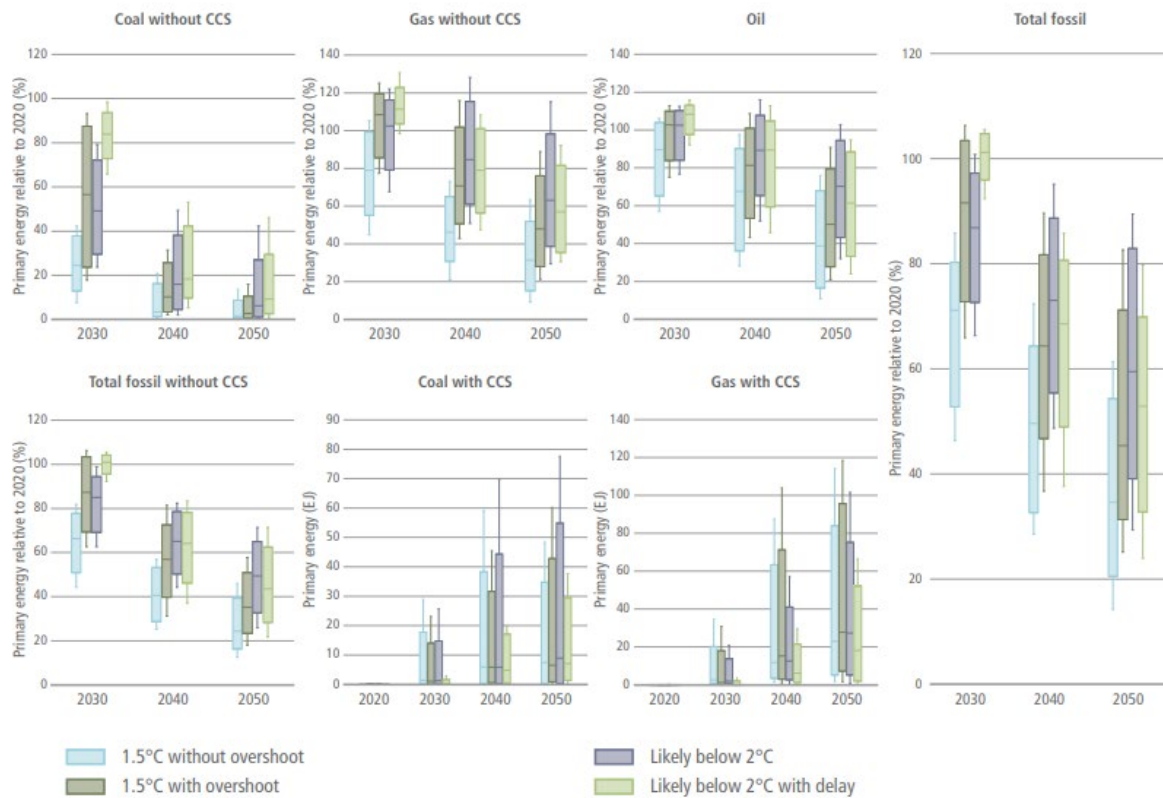 Coal without CCS
Primary energy relative to 2020 (%)
120
100
80
60
40
20
0
2030 2040 2050
Gas without CCS
Primary energy relative to 2020 (%)
140
120
100
80
60
40
20
0
2030 2040 2050
Oil
Primary energy relative to 2020 (%)
140
120
100
80
60
40
20
0
2030 2040 2050
Total fossil
Primary energy relative to 2020 (%)
120
100
80
60
40
20
0
2030 2040 2050
Total fossil without CCS
Primary energy relative to 2020 (%)
120
100
80
60
40
20
0
2030 2040 2050
Coal with CCS
Primary energy (EJ)
90
80
70
60
50
40
30
20
10
0
2020 2030 2040 2050
Gas with CCS
Primary energy (EJ)
140
120
100
80
60
40
20
0
2020 2030 2040 2050
1.5°C without overshoot
1.5°C with overshoot
Likely below 2°C
Likely below 2°C with delay